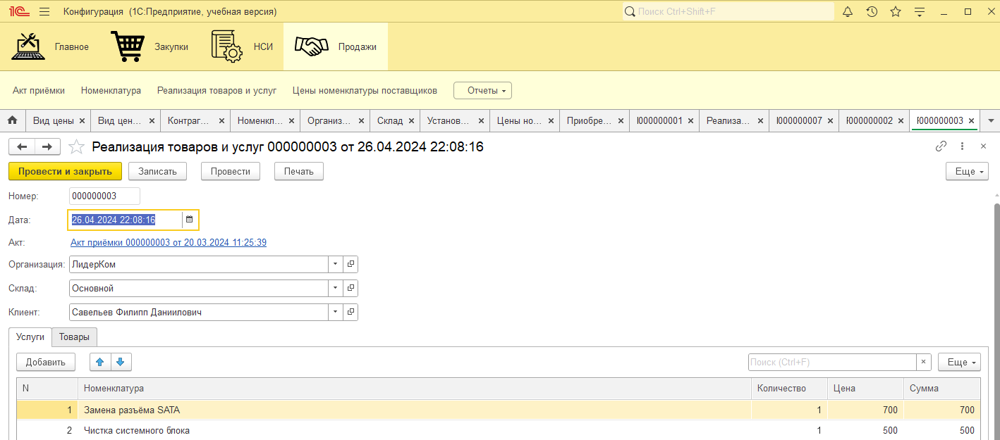 1С Конфигурация (1С:Предприятие, учебная версия) Поиск Ctrl+Shift+F
Главное Закупки НСИ Продажи
Акт приёмки Номенклатура Реализация товаров и услуг Цены номенклатуры поставщиков Отчеты
Вид цены × Вид цен... × Контраг... × Номенкл... × Организ... × Склад × Установ... × Цены но... × Приобре... × 000000001 × Реализа... × 000000007 × 000000002 × 000000003 ×
Реализация товаров и услуг 000000003 от 26.04.2024 22:08:16
Провести и закрыть Записать Провести Печать Еще
Номер: 000000003
Дата: 26.04.2024 22:08:16
Акт: Акт приёмки 000000003 от 20.03.2024 11:25:39
Организация: ЛидерКом
Склад: Основной
Клиент: Савельев Филипп Даниилович
Услуги Товары
Добавить Поиск (Ctrl+F) × Еще
N Номенклатура Количество Цена Сумма
1 Замена разъёма SATA 1 700 700
2 Чистка системного блока 1 500 500